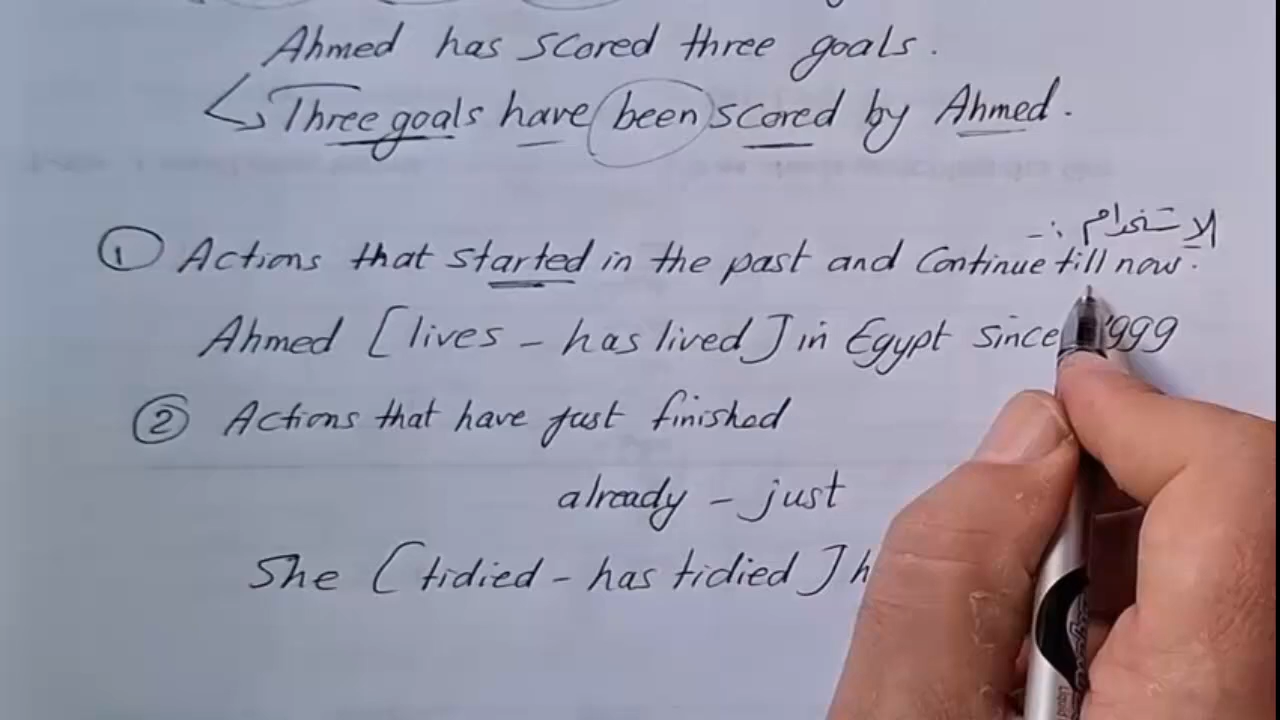 Ahmed has scored three goals.
Three goals have been scored by Ahmed.
الاستخدام :-
① Actions that started in the past and Continue till now.
Ahmed [lives - has lived] in Egypt since 1999
② Actions that have just finished
already - just
She [tidied - has tidied] h